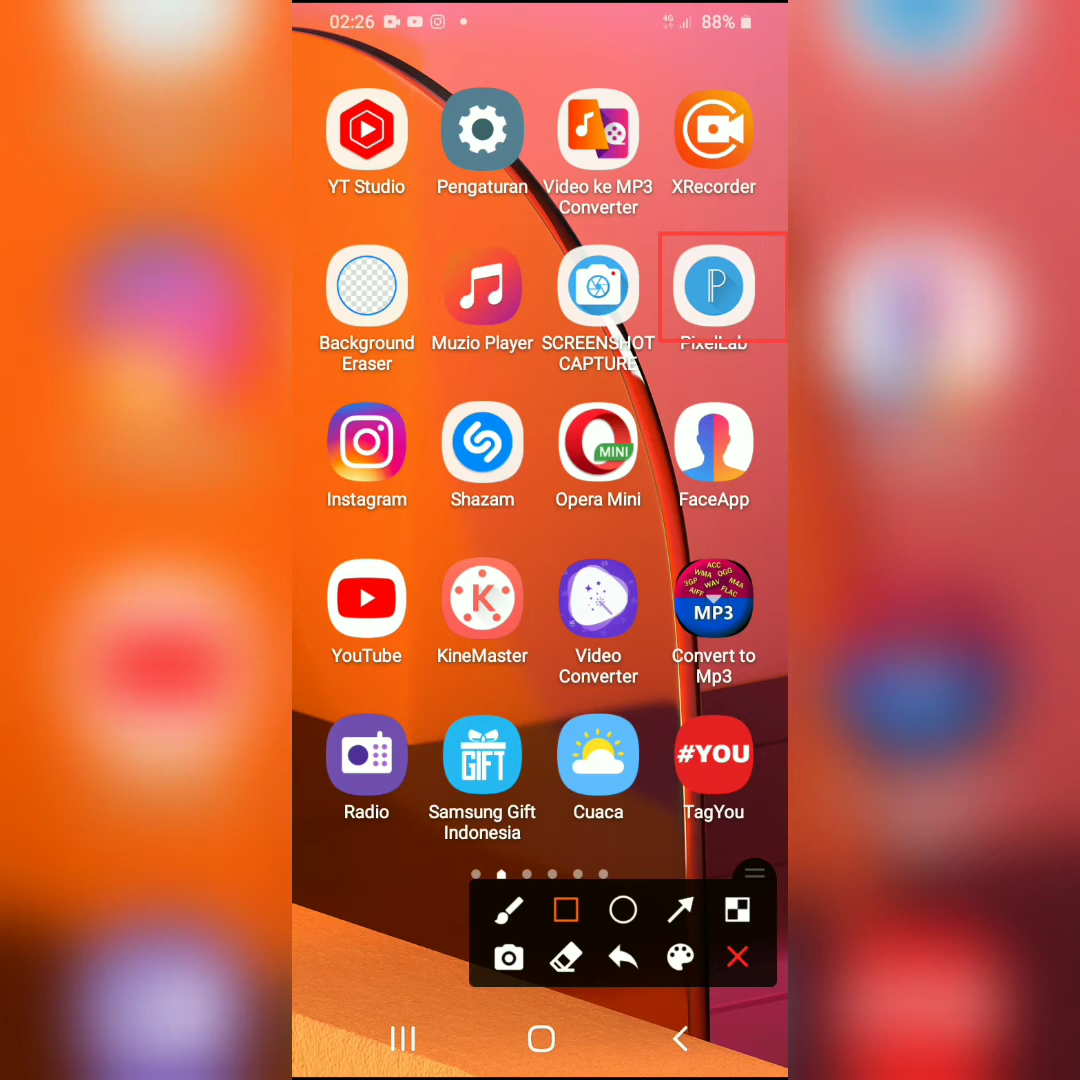 02:26
4G
88%
YT Studio
Pengaturan
Video ke MP3
Converter
XRecorder
P
Background
Eraser
Muzio Player
SCREENSHOT
CAPTURE
PixelLab
MINI
Instagram
Shazam
Opera Mini
FaceApp
K
ACC
WMA
OGG
3GP
WAV
M4A
AIFF
FLAC
MP3
YouTube
KineMaster
Video
Converter
Convert to
Mp3
GIFT
#YOU
Radio
Samsung Gift
Indonesia
Cuaca
TagYou